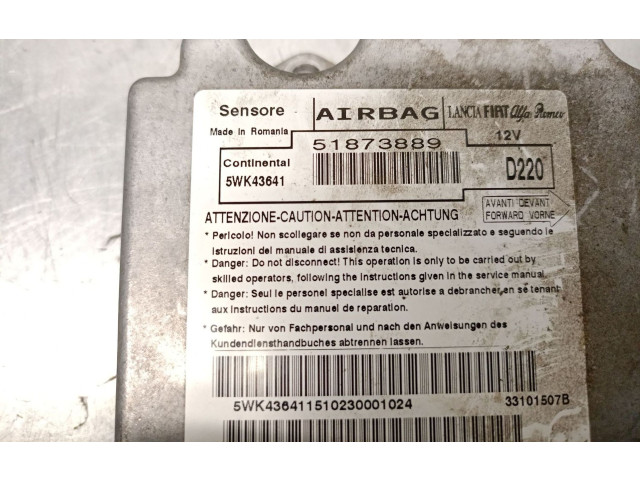 Sensore AIRBAG LANCIA FIAT Alfa Romeo
Made in Romania 51873889 12V
Continental
5WK43641 D220
AVANTI DEVANT
FORWARD VORNE
ATTENZIONE-CAUTION-ATTENTION-ACHTUNG
* Pericolo! Non scollegare se non da personale specializzato e seguendo le
istruzioni del manuale di assistenza tecnica.
* Danger: Do not disconnect! This operation is only to be carried out by
skilled operators, following the instructions given in the service manual.
* Danger: Seul le personel specialise est autorise a debrancher, en se tenant
aux instructions du manuel de reparation.
* Gefahr: Nur von Fachpersonal und nach den Anweisungen des
Kundendiensthandbuches abtrennen lassen.
5WK436411510230001024 33101507B